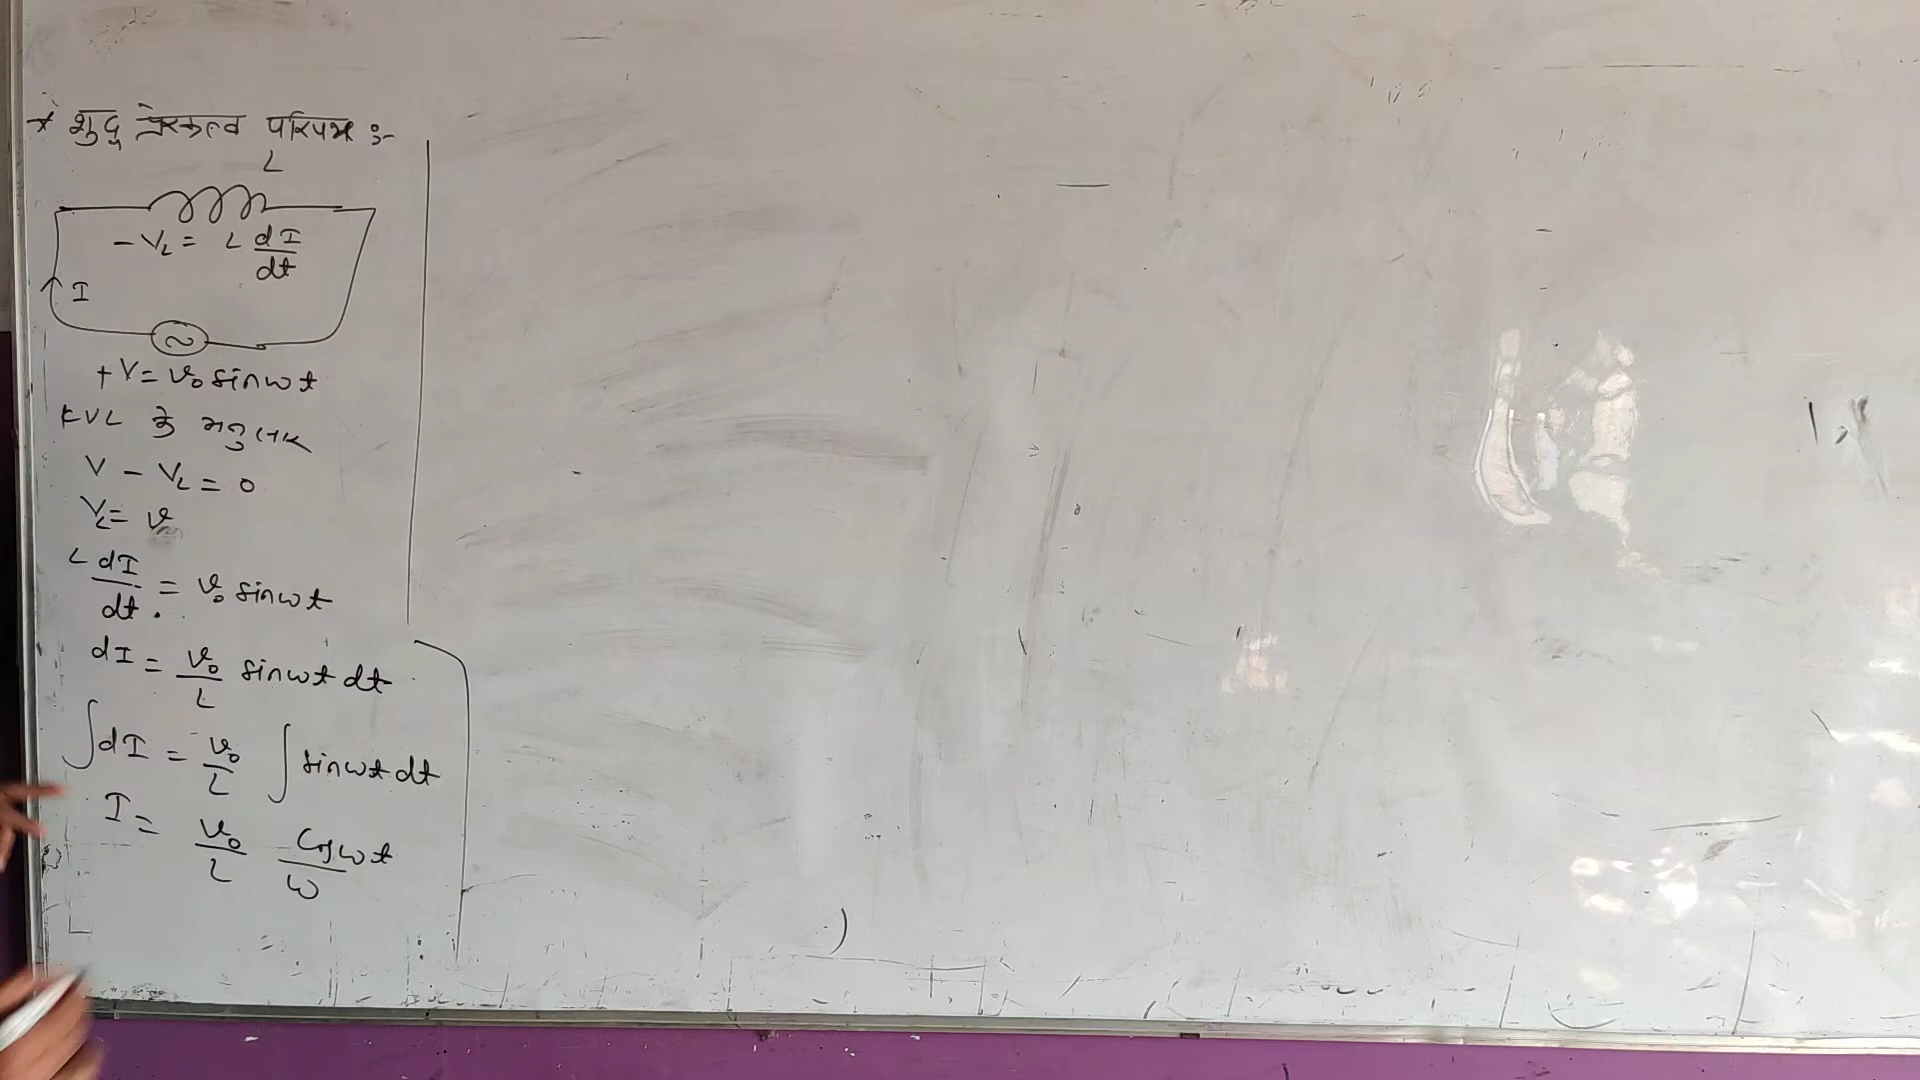 * शुद्ध प्रेरकत्व परिपथ :-
L
- V_L = L dI/dt
I
~
+ V = v₀ sinωt
KVL के अनुसार
V - V_L = 0
V_L = v
L dI/dt = v₀ sinωt
dI = v₀/L sinωt dt
∫dI = v₀/L ∫ sinωt dt
I = v₀/L cosωt/ω